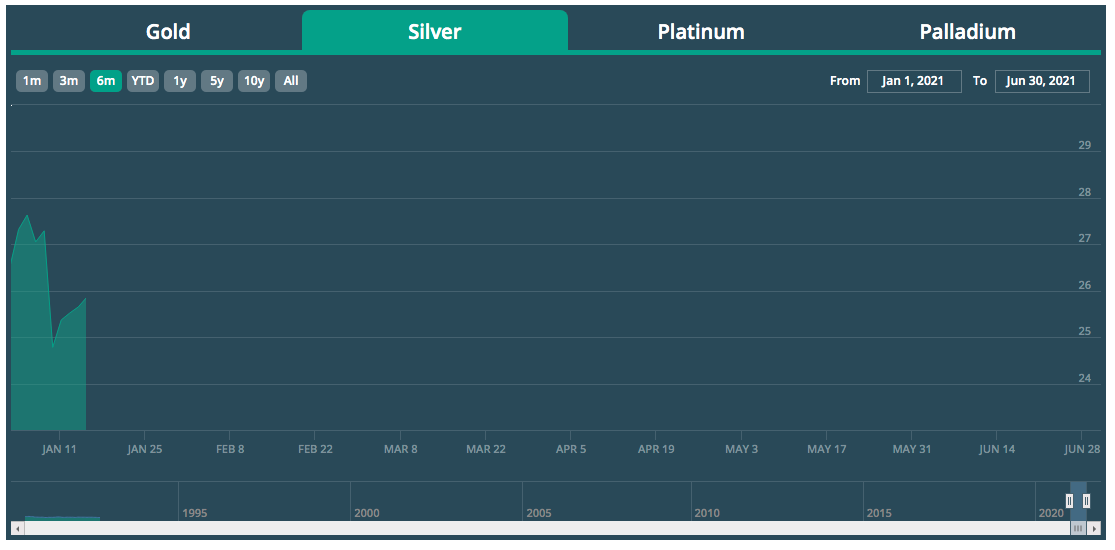 Gold Silver Platinum Palladium
1m 3m 6m YTD 1y 5y 10y All From Jan 1, 2021 To Jun 30, 2021
29
28
27
26
25
24
JAN 11 JAN 25 FEB 8 FEB 22 MAR 8 MAR 22 APR 5 APR 19 MAY 3 MAY 17 MAY 31 JUN 14 JUN 28
1995 2000 2005 2010 2015 2020